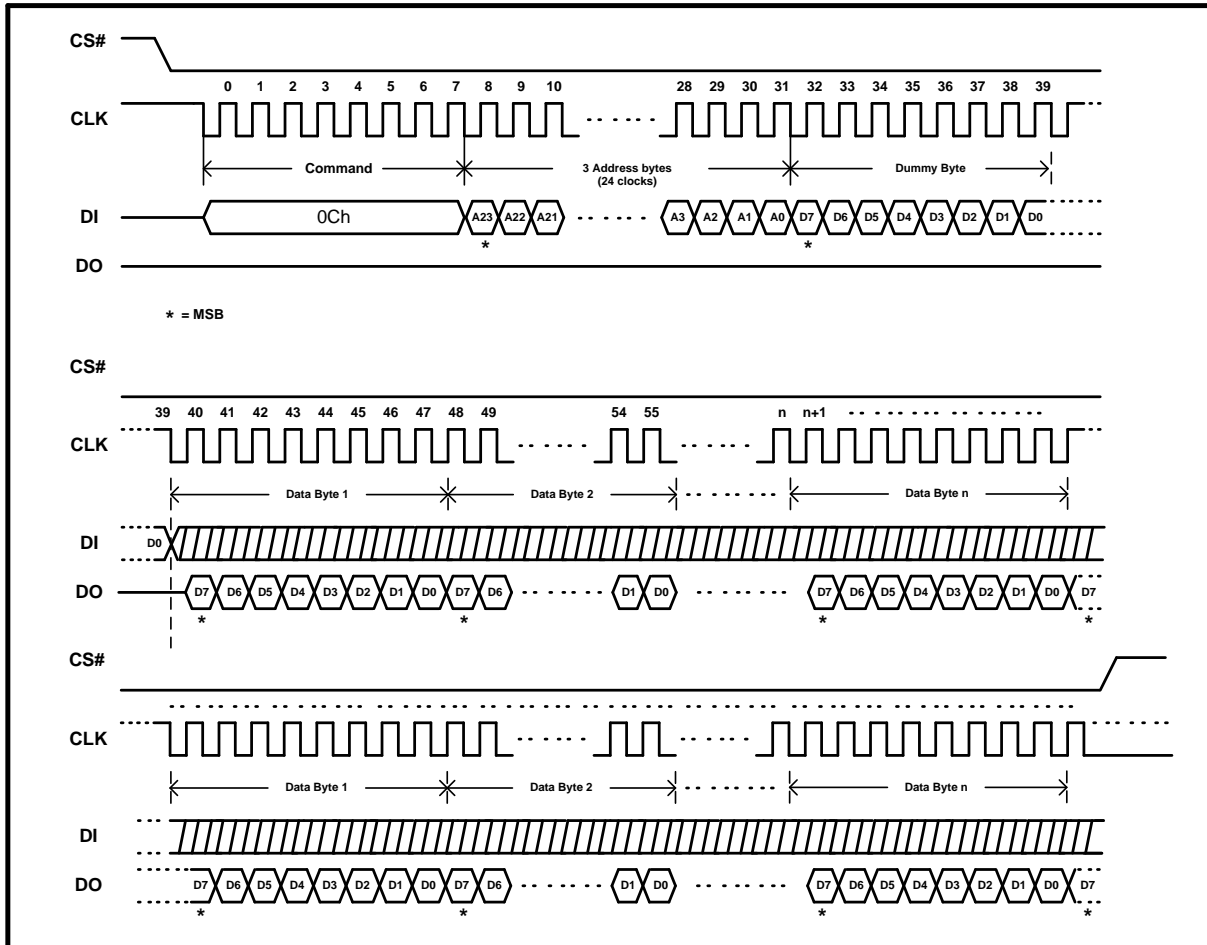 CS#
0 1 2 3 4 5 6 7 8 9 10 28 29 30 31 32 33 34 35 36 37 38 39
CLK
Command 3 Address bytes (24 clocks) Dummy Byte
DI 0Ch A23 A22 A21 A3 A2 A1 A0 D7 D6 D5 D4 D3 D2 D1 D0
* *
DO
* = MSB
CS#
39 40 41 42 43 44 45 46 47 48 49 54 55 n n+1
CLK
Data Byte 1 Data Byte 2 Data Byte n
DI D0
DO D7 D6 D5 D4 D3 D2 D1 D0 D7 D6 D1 D0 D7 D6 D5 D4 D3 D2 D1 D0 D7
* * * *
CS#
CLK
Data Byte 1 Data Byte 2 Data Byte n
DI
DO D7 D6 D5 D4 D3 D2 D1 D0 D7 D6 D1 D0 D7 D6 D5 D4 D3 D2 D1 D0 D7
* * * *